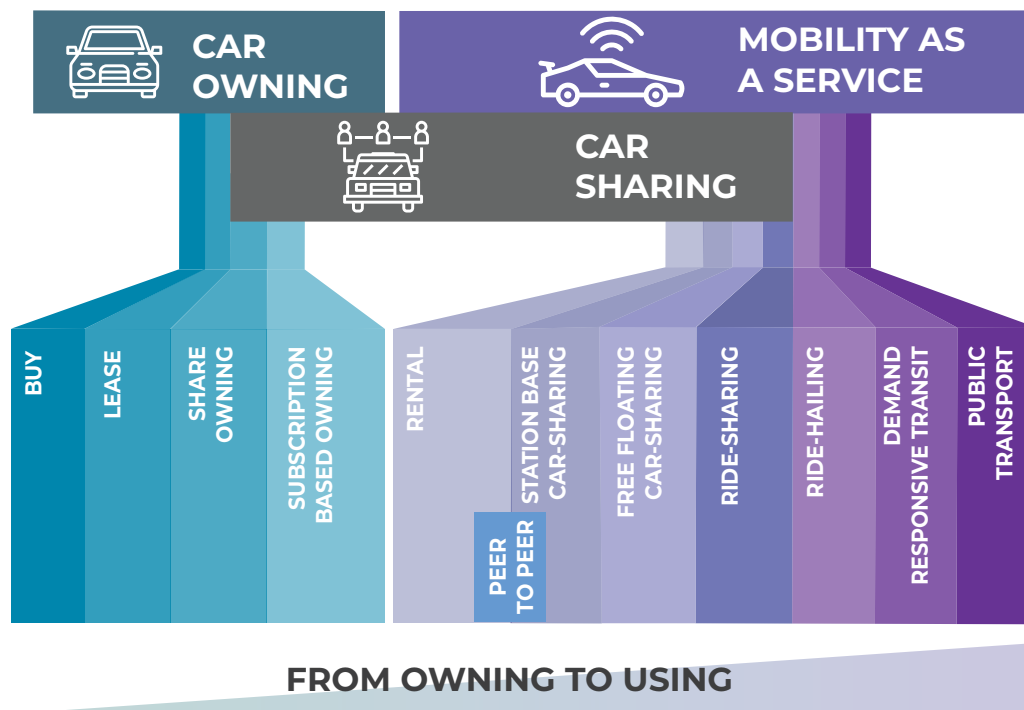 CAR
OWNING
MOBILITY AS
A SERVICE
CAR
SHARING
BUY
LEASE
SHARE
OWNING
SUBSCRIPTION
BASED OWNING
RENTAL
STATION BASE
CAR-SHARING
PEER
TO PEER
FREE FLOATING
CAR-SHARING
RIDE-SHARING
RIDE-HAILING
DEMAND
RESPONSIVE TRANSIT
PUBLIC
TRANSPORT
FROM OWNING TO USING